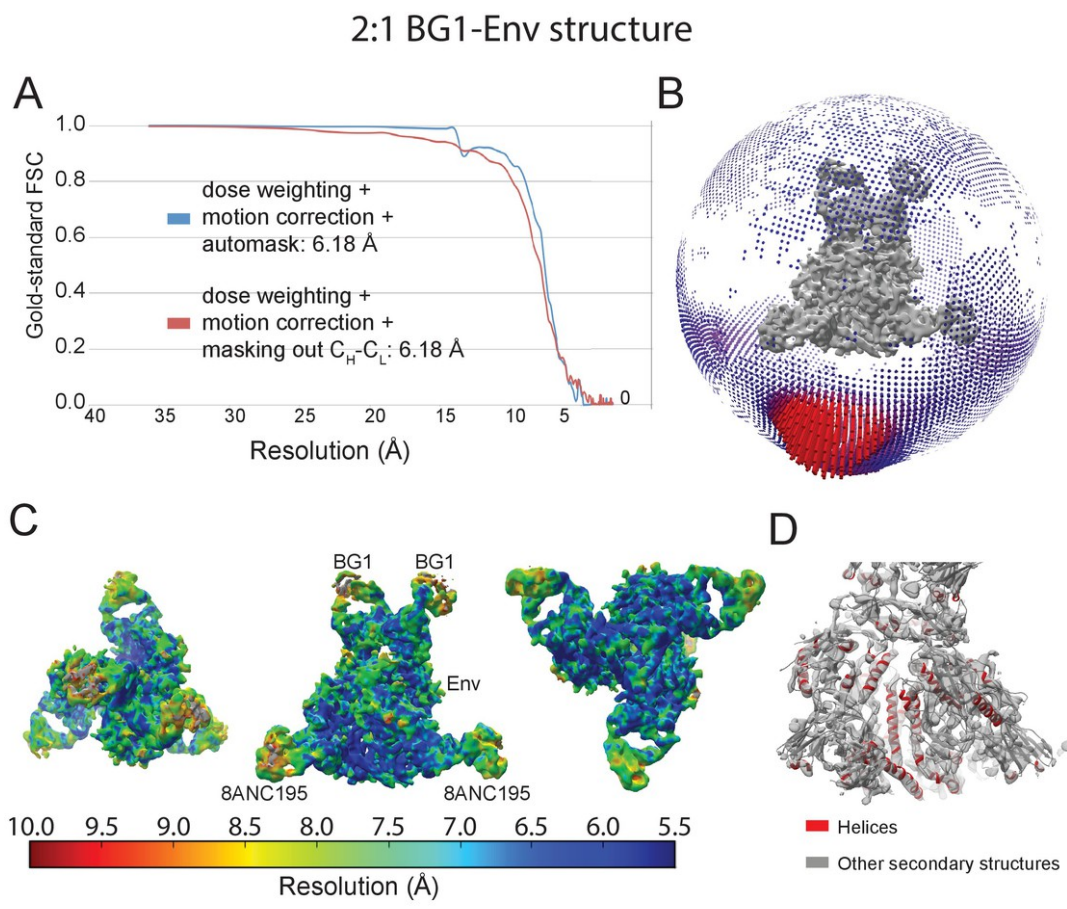 2:1 BG1-Env structure
A
Gold-standard FSC
1.0
0.8
0.6
0.4
0.2
0.0
dose weighting +
motion correction +
automask: 6.18 Å
dose weighting +
motion correction +
masking out CH-CL: 6.18 Å
40 35 30 25 20 15 10 5 0
Resolution (Å)
B
C
BG1 BG1
Env
8ANC195 8ANC195
10.0 9.5 9.0 8.5 8.0 7.5 7.0 6.5 6.0 5.5
Resolution (Å)
D
Helices
Other secondary structures